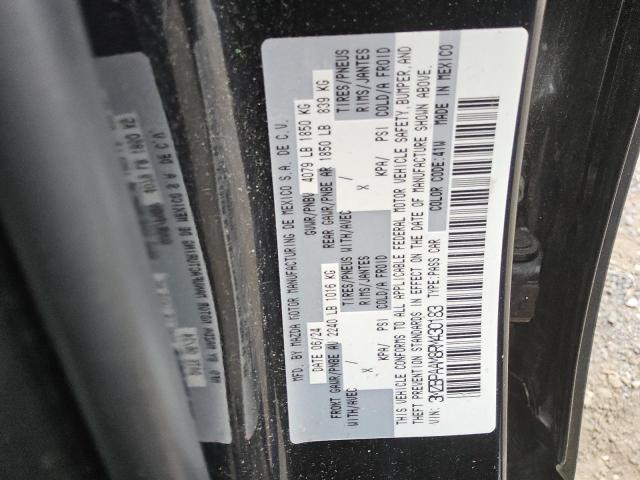 MFD. BY MAZDA MOTOR MANUFACTURING DE MEXICO S.A. DE C.V.
DATE 06/24 GVWR/PNBV 4079 LB 1850 KG
FRONT GAWR/PNBE AV 2240 LB 1016 KG REAR GAWR/PNBE AR 1850 LB 839 KG
WITH/AVEC TIRES/PNEUS WITH/AVEC TIRES/PNEUS
/ RIMS/JANTES / RIMS/JANTES
X KPA/ PSI COLD/A FROID X KPA/ PSI COLD/A FROID
THIS VEHICLE CONFORMS TO ALL APPLICABLE FEDERAL MOTOR VEHICLE SAFETY, BUMPER, AND
THEFT PREVENTION STANDARDS IN EFFECT ON THE DATE OF MANUFACTURE SHOWN ABOVE.
VIN: 3MZBPAAM8RM430183 TYPE:PASS CAR COLOR CODE:41W MADE IN MEXICO